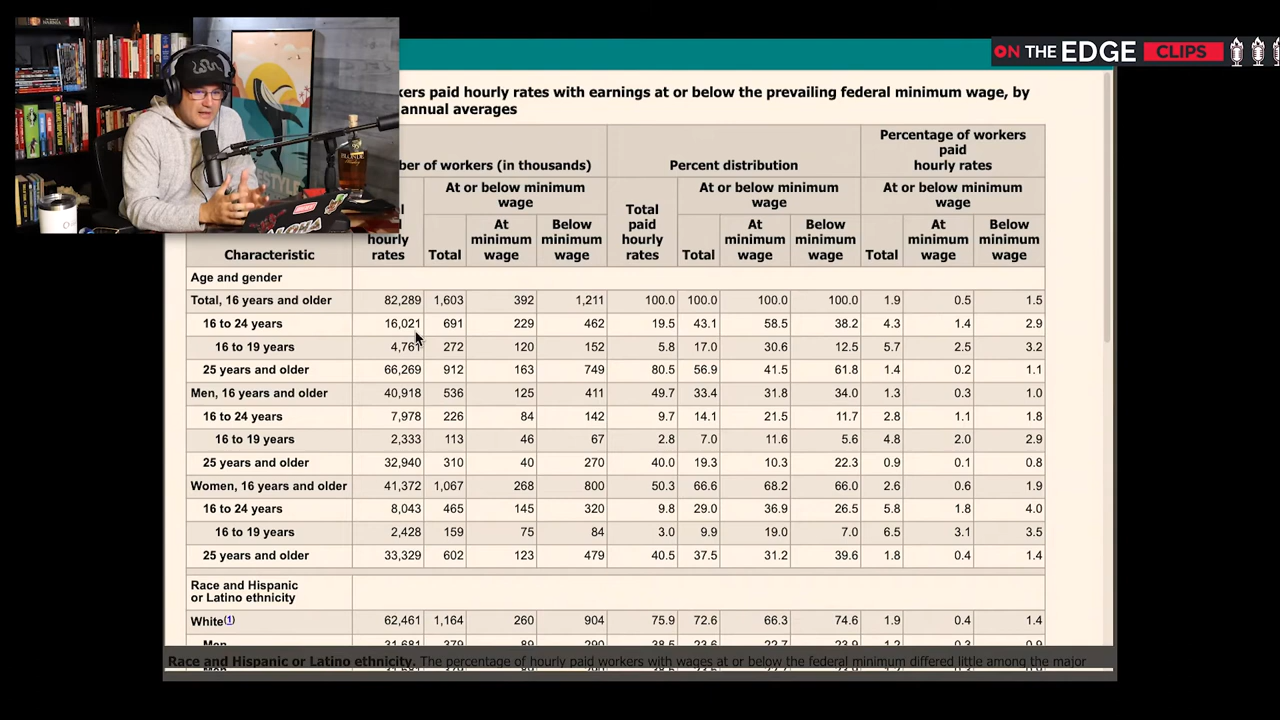 ON THE EDGE CLIPS
kers paid hourly rates with earnings at or below the prevailing federal minimum wage, by
annual averages
ber of workers (in thousands) Percent distribution Percentage of workers paid hourly rates
At or below minimum wage At or below minimum wage At or below minimum wage
Characteristic hourly rates Total At minimum wage Below minimum wage Total paid hourly rates Total At minimum wage Below minimum wage Total At minimum wage Below minimum wage
Age and gender
Total, 16 years and older 82,289 1,603 392 1,211 100.0 100.0 100.0 100.0 1.9 0.5 1.5
16 to 24 years 16,021 691 229 462 19.5 43.1 58.5 38.2 4.3 1.4 2.9
16 to 19 years 4,761 272 120 152 5.8 17.0 30.6 12.5 5.7 2.5 3.2
25 years and older 66,269 912 163 749 80.5 56.9 41.5 61.8 1.4 0.2 1.1
Men, 16 years and older 40,918 536 125 411 49.7 33.4 31.8 34.0 1.3 0.3 1.0
16 to 24 years 7,978 226 84 142 9.7 14.1 21.5 11.7 2.8 1.1 1.8
16 to 19 years 2,333 113 46 67 2.8 7.0 11.6 5.6 4.8 2.0 2.9
25 years and older 32,940 310 40 270 40.0 19.3 10.3 22.3 0.9 0.1 0.8
Women, 16 years and older 41,372 1,067 268 800 50.3 66.6 68.2 66.0 2.6 0.6 1.9
16 to 24 years 8,043 465 145 320 9.8 29.0 36.9 26.5 5.8 1.8 4.0
16 to 19 years 2,428 159 75 84 3.0 9.9 19.0 7.0 6.5 3.1 3.5
25 years and older 33,329 602 123 479 40.5 37.5 31.2 39.6 1.8 0.4 1.4
Race and Hispanic
or Latino ethnicity
White(1) 62,461 1,164 260 904 75.9 72.6 66.3 74.6 1.9 0.4 1.4
Race and Hispanic or Latino ethnicity. The percentage of hourly paid workers with wages at or below the federal minimum differed little among the major